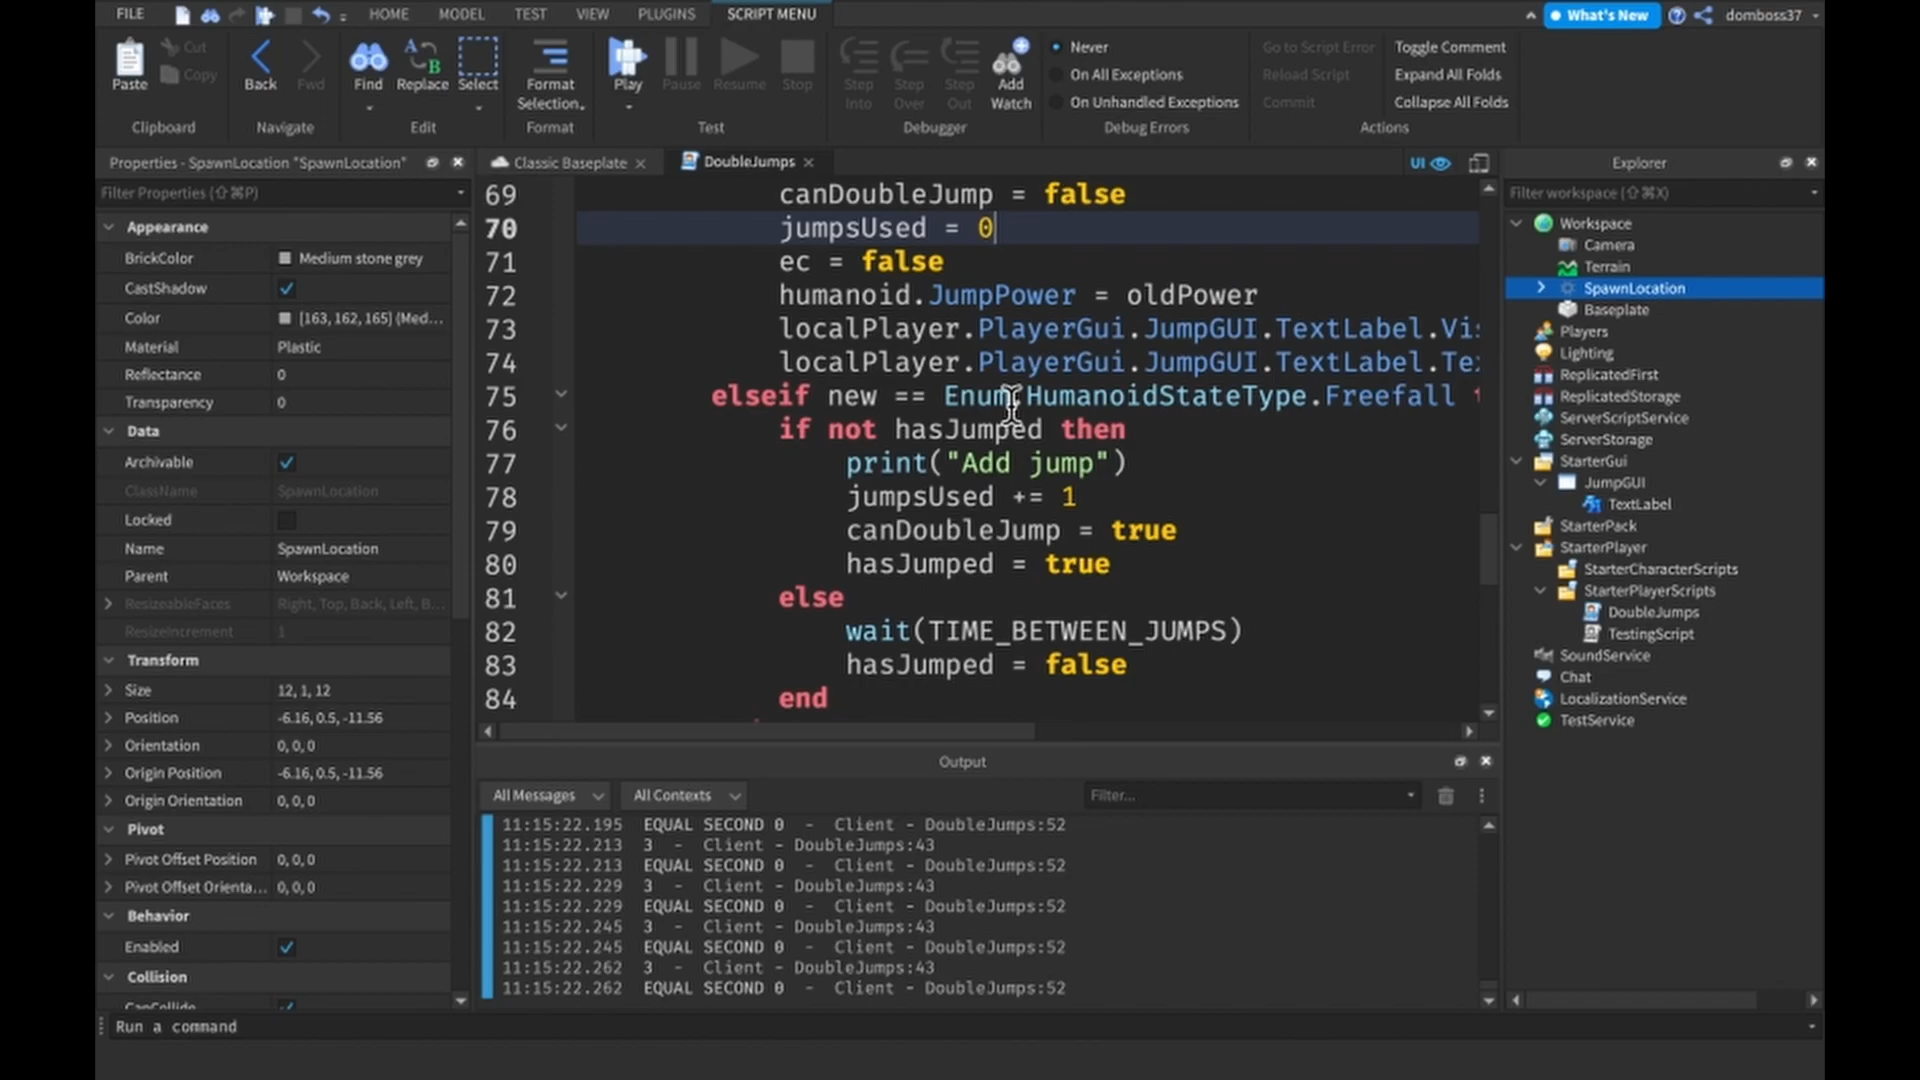 FILE HOME MODEL TEST VIEW PLUGINS SCRIPT MENU What's New domboss37
Paste Cut Copy Back Fwd Find Replace Select Format Selection... Play Pause Resume Stop Step Into Step Over Step Out Add Watch
Never Go to Script Error Toggle Comment
On All Exceptions Reload Script Expand All Folds
On Unhandled Exceptions Commit Collapse All Folds
Clipboard Navigate Edit Format Test Debugger Debug Errors Actions
Properties - SpawnLocation "SpawnLocation"
Filter Properties (⇧⌘P)
Appearance
BrickColor Medium stone grey
CastShadow
Color [163, 162, 165] (Med...
Material Plastic
Reflectance 0
Transparency 0
Data
Archivable
ClassName SpawnLocation
Locked
Name SpawnLocation
Parent Workspace
ResizeableFaces Right, Top, Back, Left, B...
ResizeIncrement 1
Transform
Size 12, 1, 12
Position -6.16, 0.5, -11.56
Orientation 0, 0, 0
Origin Position -6.16, 0.5, -11.56
Origin Orientation 0, 0, 0
Pivot
Pivot Offset Position 0, 0, 0
Pivot Offset Orienta... 0, 0, 0
Behavior
Enabled
Collision
CanCollide
Classic Baseplate DoubleJumps UI
69 canDoubleJump = false
70 jumpsUsed = 0
71 ec = false
72 humanoid.JumpPower = oldPower
73 localPlayer.PlayerGui.JumpGUI.TextLabel.Vis
74 localPlayer.PlayerGui.JumpGUI.TextLabel.Te
75 elseif new == Enum.HumanoidStateType.Freefall t
76 if not hasJumped then
77 print("Add jump")
78 jumpsUsed += 1
79 canDoubleJump = true
80 hasJumped = true
81 else
82 wait(TIME_BETWEEN_JUMPS)
83 hasJumped = false
84 end
Output
All Messages All Contexts Filter...
11:15:22.195 EQUAL SECOND 0 - Client - DoubleJumps:52
11:15:22.213 3 - Client - DoubleJumps:43
11:15:22.213 EQUAL SECOND 0 - Client - DoubleJumps:52
11:15:22.229 3 - Client - DoubleJumps:43
11:15:22.229 EQUAL SECOND 0 - Client - DoubleJumps:52
11:15:22.245 3 - Client - DoubleJumps:43
11:15:22.245 EQUAL SECOND 0 - Client - DoubleJumps:52
11:15:22.262 3 - Client - DoubleJumps:43
11:15:22.262 EQUAL SECOND 0 - Client - DoubleJumps:52
Explorer
Filter workspace (⇧⌘X)
Workspace
Camera
Terrain
SpawnLocation
Baseplate
Players
Lighting
ReplicatedFirst
ReplicatedStorage
ServerScriptService
ServerStorage
StarterGui
JumpGUI
TextLabel
StarterPack
StarterPlayer
StarterCharacterScripts
StarterPlayerScripts
DoubleJumps
TestingScript
SoundService
Chat
LocalizationService
TestService
Run a command